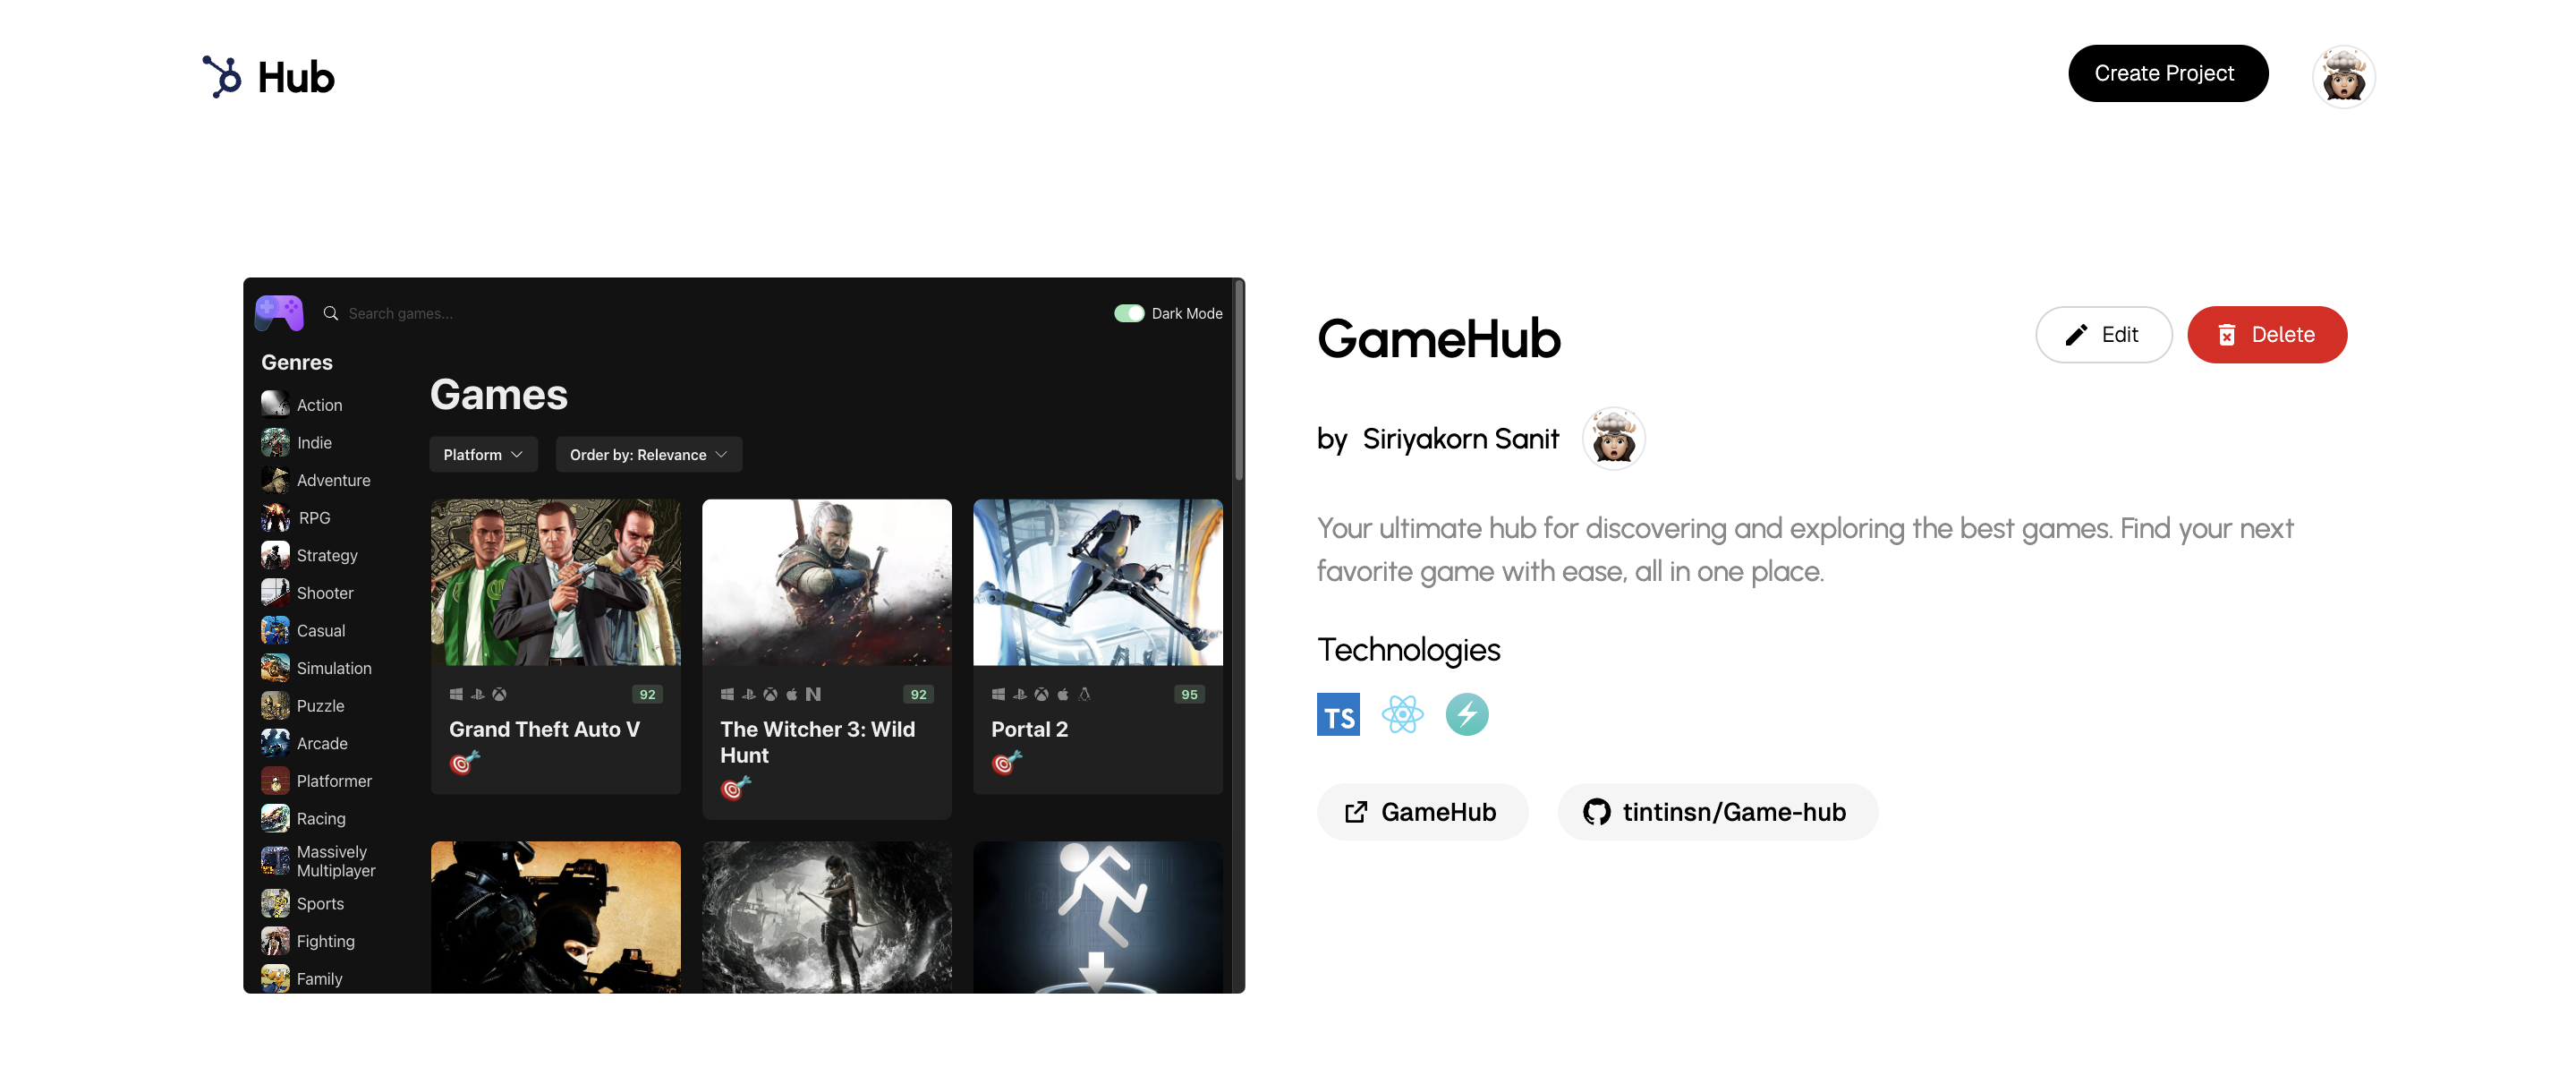 Hub
Create Project
Search games...
Dark Mode
Genres
Action
Indie
Adventure
RPG
Strategy
Shooter
Casual
Simulation
Puzzle
Arcade
Platformer
Racing
Massively
Multiplayer
Sports
Fighting
Family
Games
Platform
Order by: Relevance
92
Grand Theft Auto V
92
The Witcher 3: Wild
Hunt
95
Portal 2
GameHub
Edit
Delete
by Siriyakorn Sanit
Your ultimate hub for discovering and exploring the best games. Find your next
favorite game with ease, all in one place.
Technologies
TS
GameHub
tintinsn/Game-hub